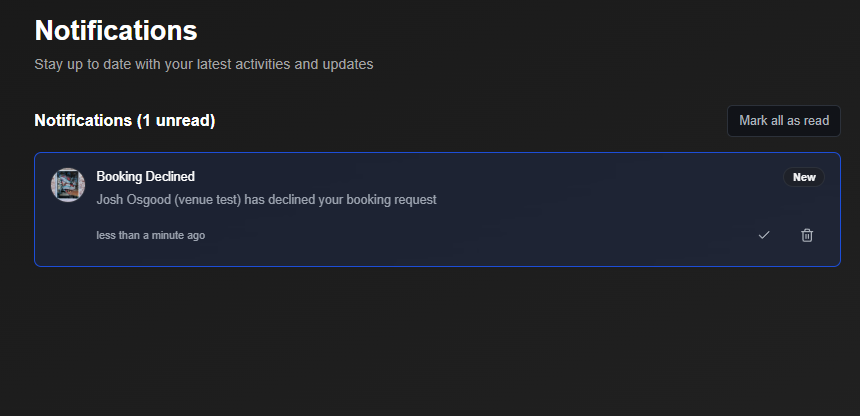 Notifications
Stay up to date with your latest activities and updates
Notifications (1 unread)
Mark all as read
Booking Declined
New
Josh Osgood (venue test) has declined your booking request
less than a minute ago